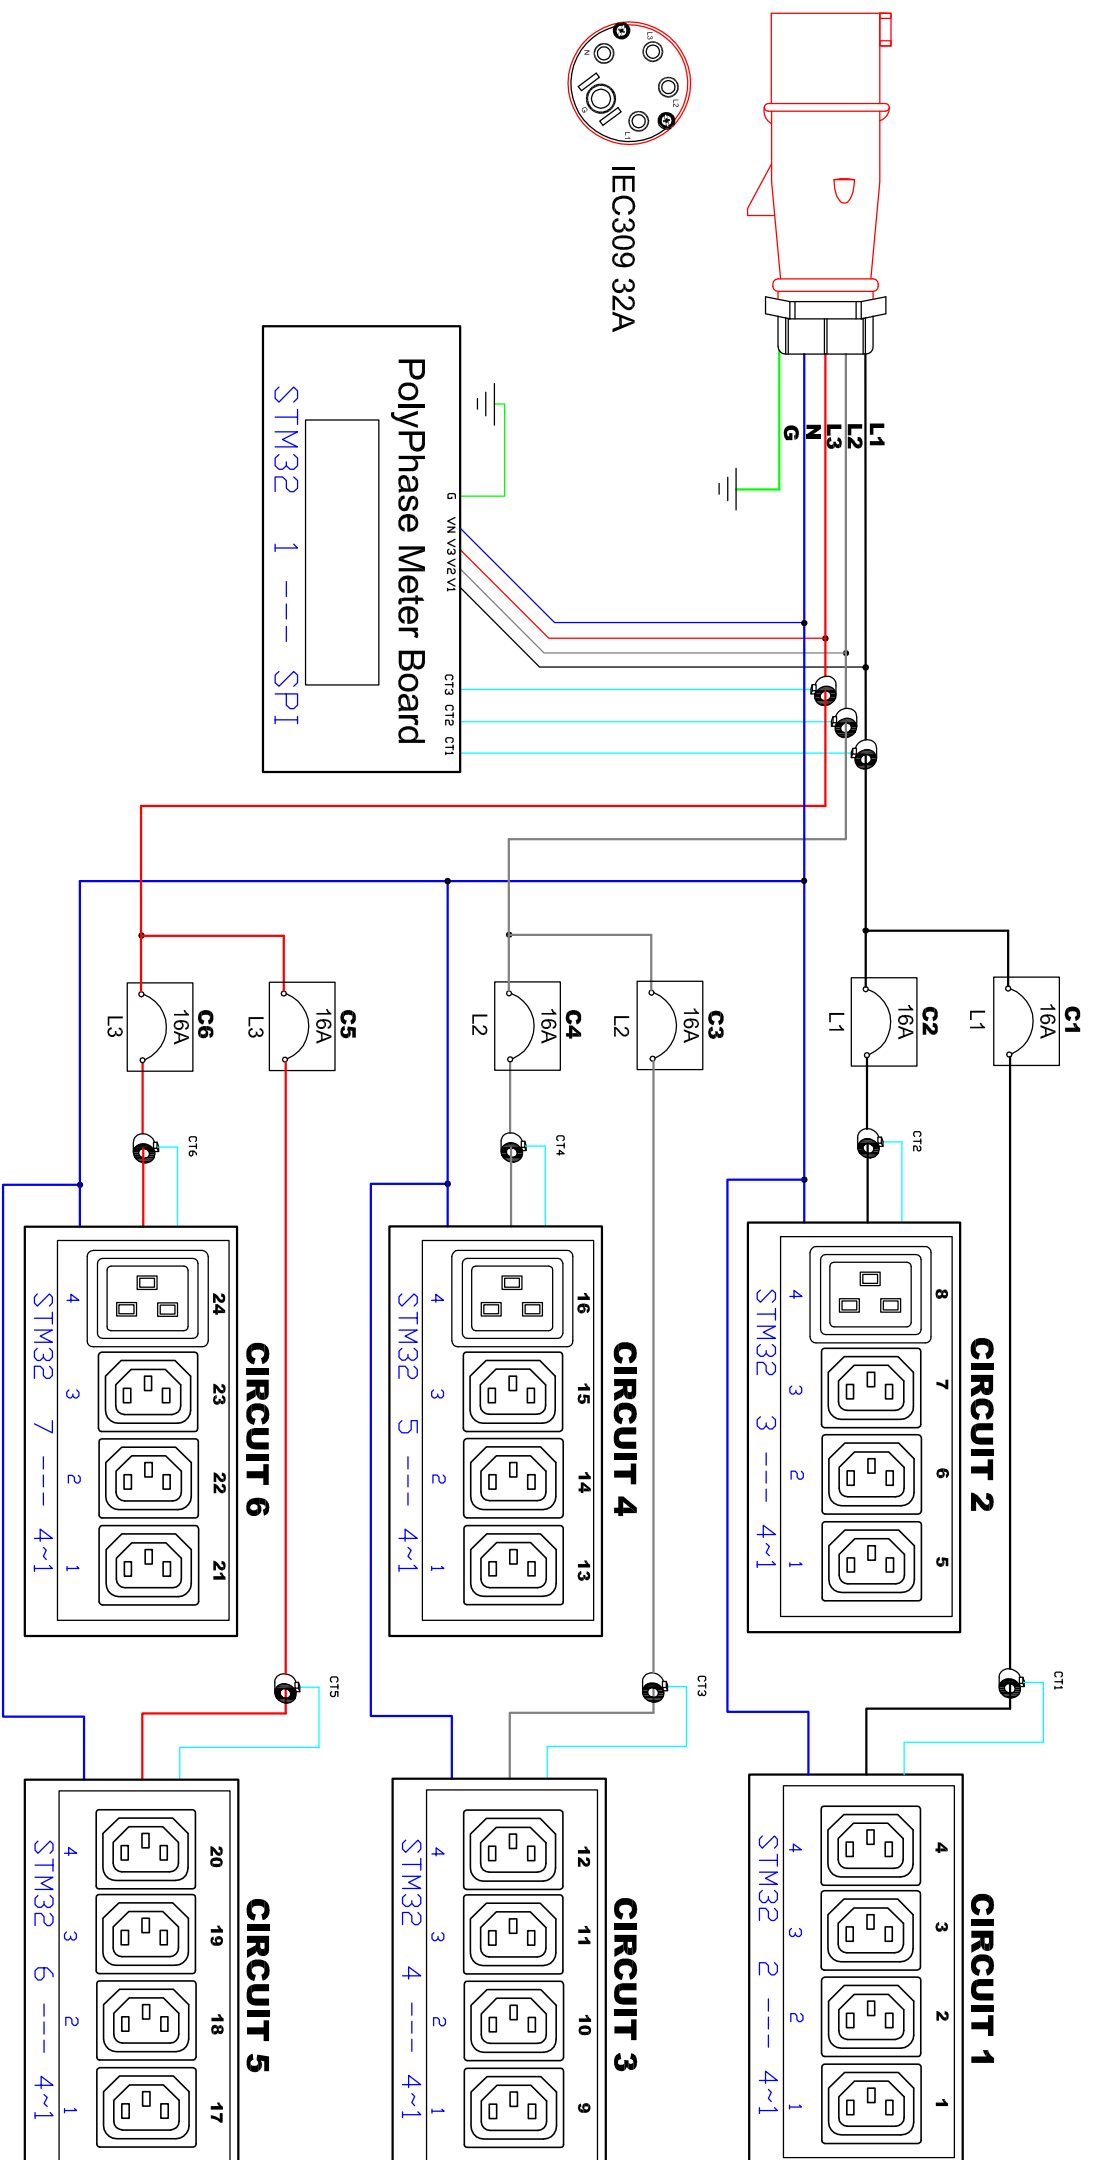 L3
N
L2
G
L1
IEC309 32A
L1
L2
L3
N
G
PolyPhase Meter Board
STM32 1 --- SPI
G VN V3 V2 V1 CT3 CT2 CT1
C1
16A
L1
C2
16A
L1
C3
16A
L2
C4
16A
L2
C5
16A
L3
C6
16A
L3
CT2
CT4
CT6
CIRCUIT 2
8 7 6 5
4 3 2 1
STM32 3 --- 4~1
CIRCUIT 4
16 15 14 13
4 3 2 1
STM32 5 --- 4~1
CIRCUIT 6
24 23 22 21
4 3 2 1
STM32 7 --- 4~1
CT1
CT3
CT5
CIRCUIT 1
4 3 2 1
4 3 2 1
STM32 2 --- 4~1
CIRCUIT 3
12 11 10 9
4 3 2 1
STM32 4 --- 4~1
CIRCUIT 5
20 19 18 17
4 3 2 1
STM32 6 --- 4~1